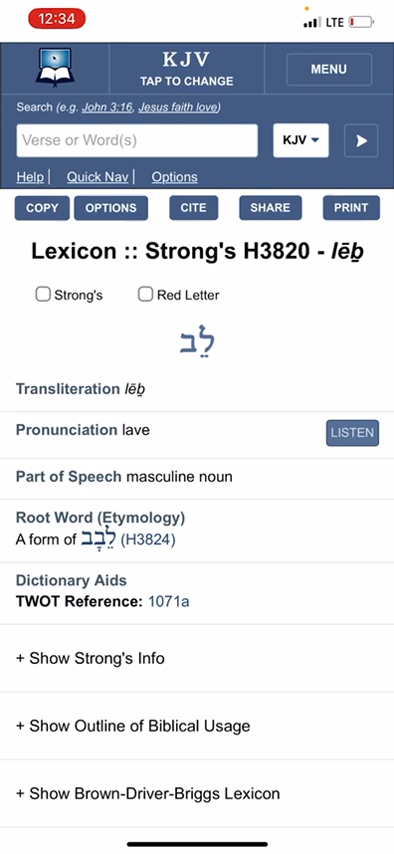 12:34
LTE
KJV
TAP TO CHANGE
MENU
Search (e.g. John 3:16, Jesus faith love)
Verse or Word(s)
KJV
Help | Quick Nav | Options
COPY OPTIONS CITE SHARE PRINT
Lexicon :: Strong's H3820 - lēḇ
Strong's Red Letter
לֵב
Transliteration lēḇ
Pronunciation lave
LISTEN
Part of Speech masculine noun
Root Word (Etymology)
A form of לֵבָב (H3824)
Dictionary Aids
TWOT Reference: 1071a
+ Show Strong's Info
+ Show Outline of Biblical Usage
+ Show Brown-Driver-Briggs Lexicon